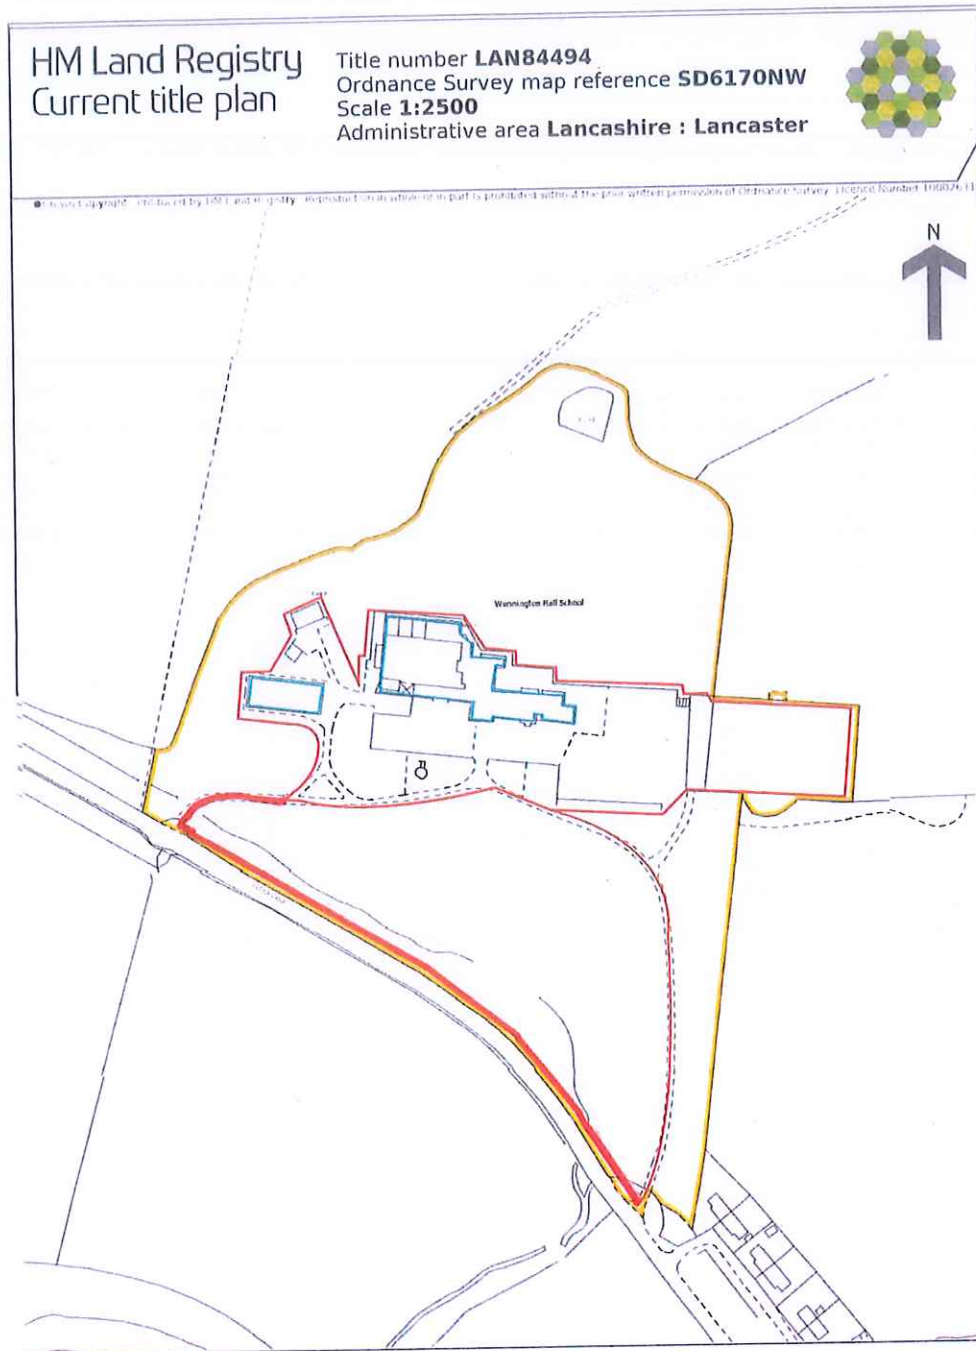 HM Land Registry
Current title plan
Title number LAN84494
Ordnance Survey map reference SD6170NW
Scale 1:2500
Administrative area Lancashire : Lancaster
N
Wennington Hall School